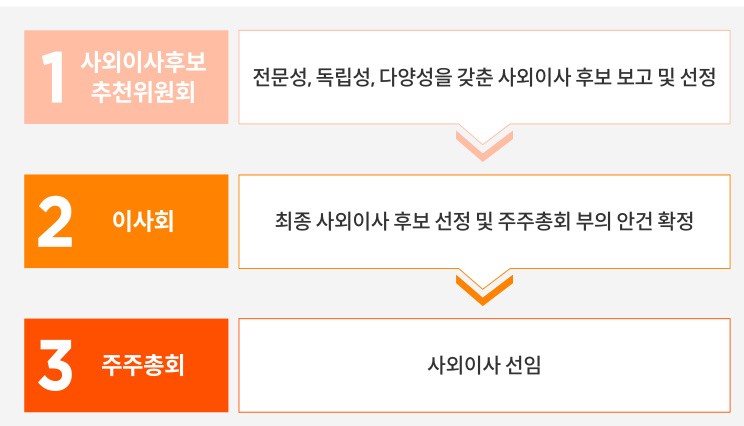 1 사외이사후보
추천위원회
전문성, 독립성, 다양성을 갖춘 사외이사 후보 보고 및 선정
2 이사회
최종 사외이사 후보 선정 및 주주총회 부의 안건 확정
3 주주총회
사외이사 선임